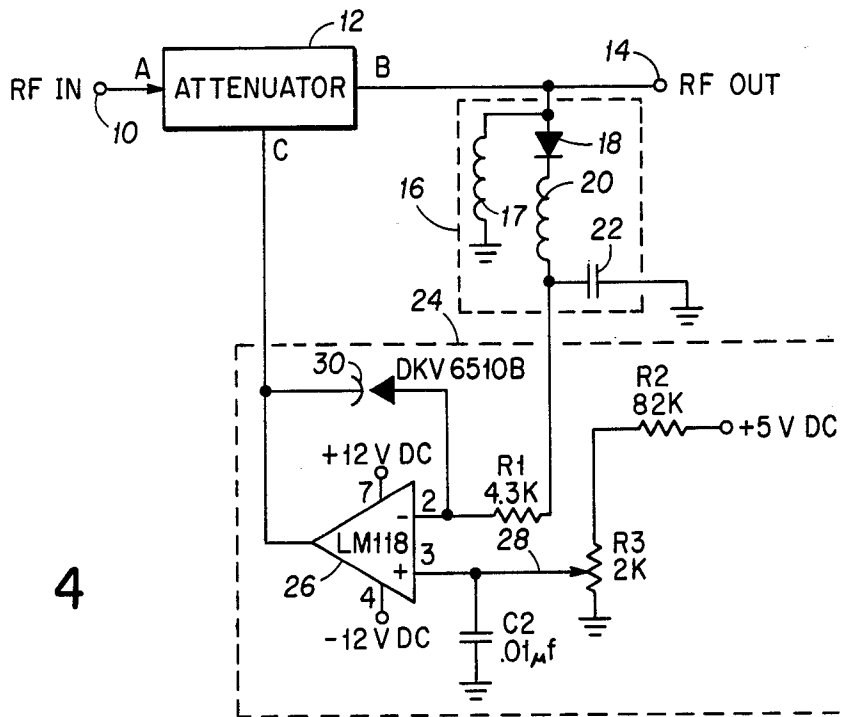 12
14
RF IN
A
ATTENUATOR
B
RF OUT
10
C
18
16
17
20
22
24
30
DKV 6510B
R2
82K
+5 V DC
+12 V DC
7
R1
4.3K
2
-
LM118
3
28
R3
2K
26
+
4
-12 V DC
C2
.01μf
4